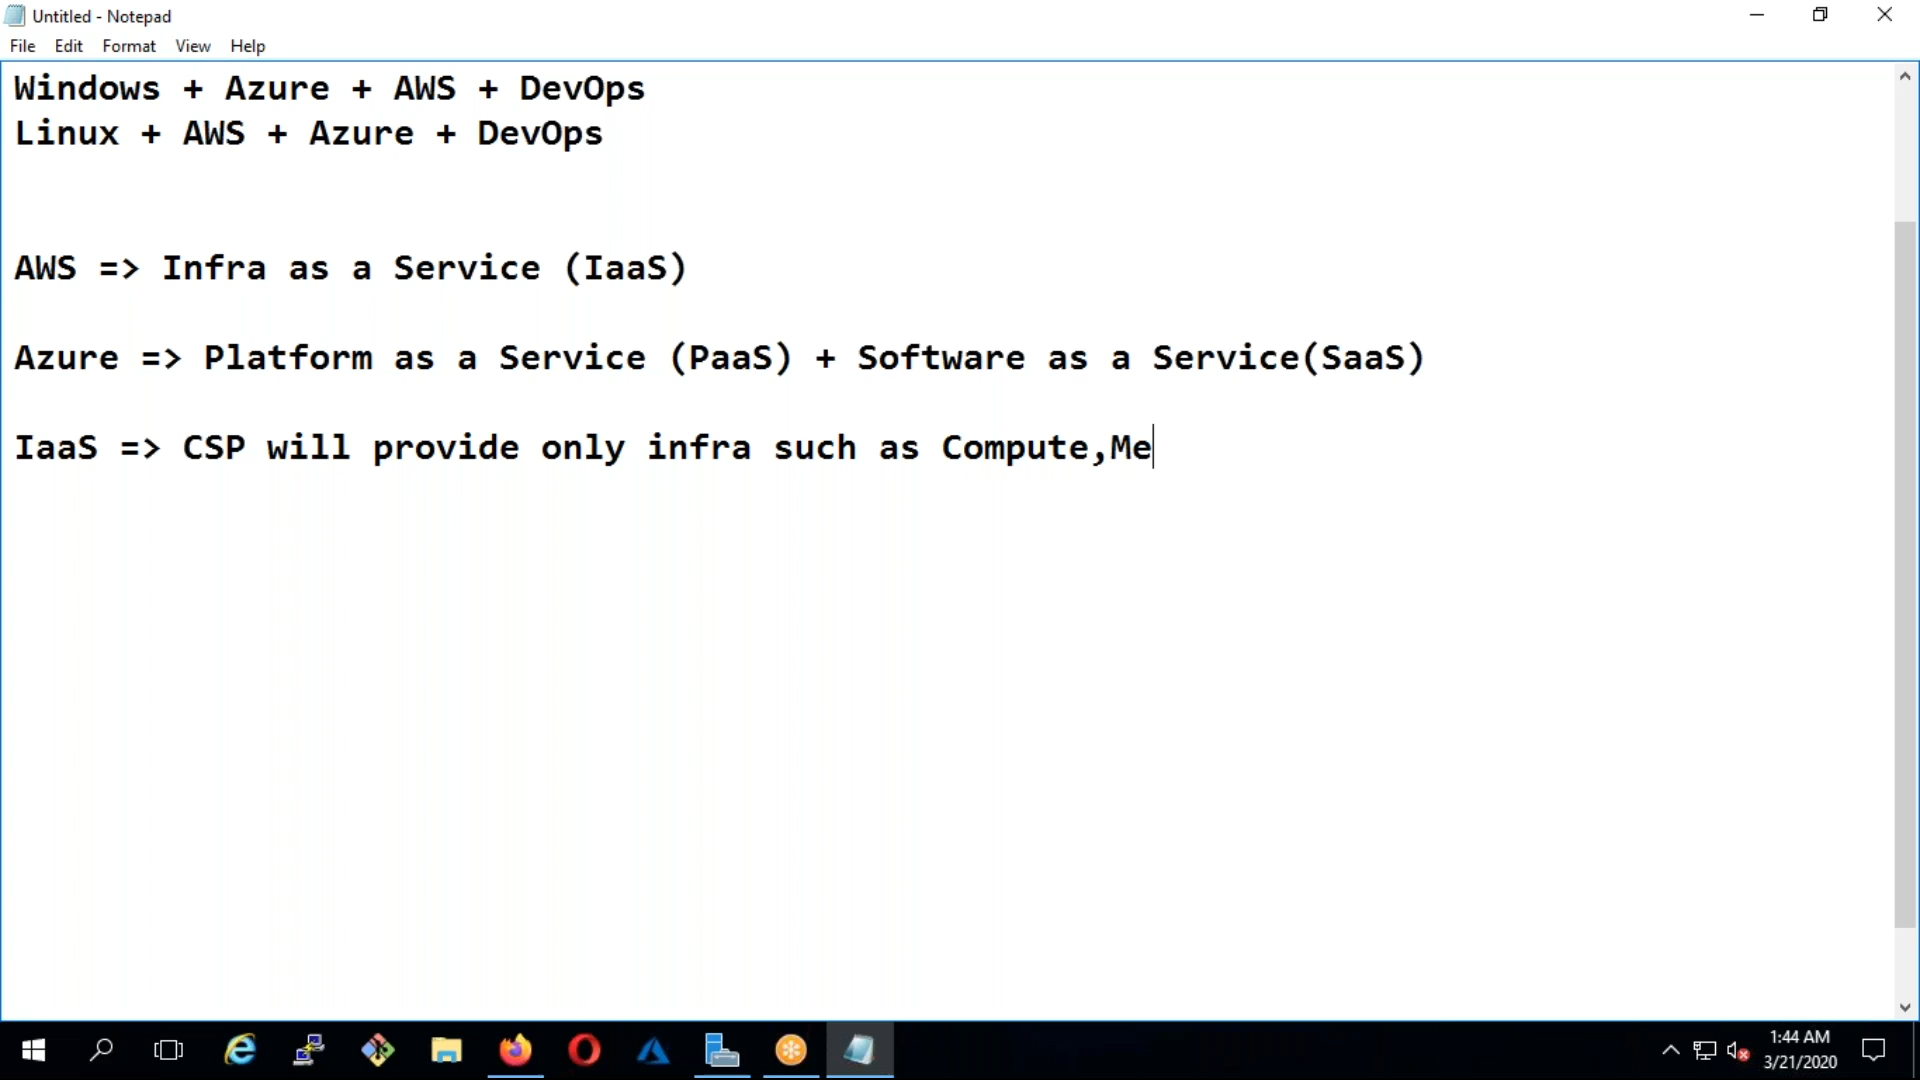 Untitled - Notepad
File Edit Format View Help
Windows + Azure + AWS + DevOps
Linux + AWS + Azure + DevOps
AWS => Infra as a Service (IaaS)
Azure => Platform as a Service (PaaS) + Software as a Service(SaaS)
IaaS => CSP will provide only infra such as Compute,Me
1:44 AM
3/21/2020